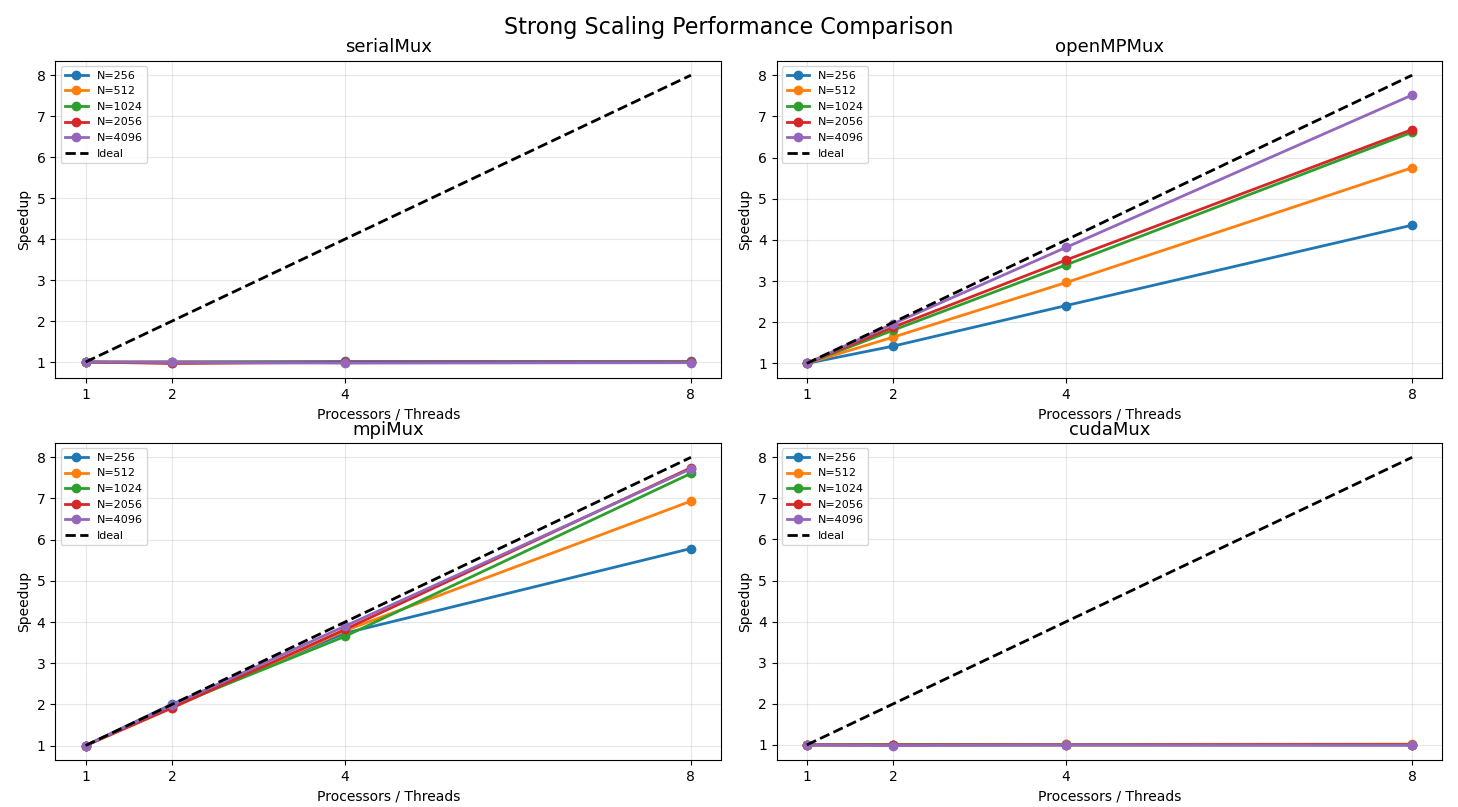 Strong Scaling Performance Comparison
serialMux
8
7
6
5
4
3
2
1
Speedup
N=256
N=512
N=1024
N=2056
N=4096
Ideal
1 2 4 8
Processors / Threads
openMPMux
8
7
6
5
4
3
2
1
Speedup
N=256
N=512
N=1024
N=2056
N=4096
Ideal
1 2 4 8
Processors / Threads
mpiMux
8
7
6
5
4
3
2
1
Speedup
N=256
N=512
N=1024
N=2056
N=4096
Ideal
1 2 4 8
Processors / Threads
cudaMux
8
7
6
5
4
3
2
1
Speedup
N=256
N=512
N=1024
N=2056
N=4096
Ideal
1 2 4 8
Processors / Threads